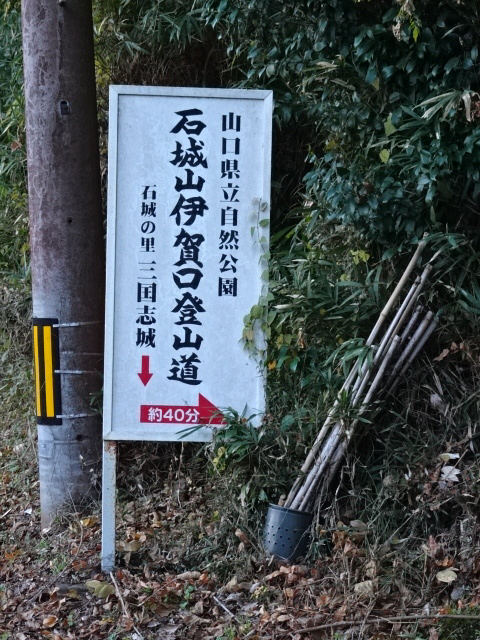 山口県立自然公園
石城山伊賀口登山道
石城の里 三国志城
約40分